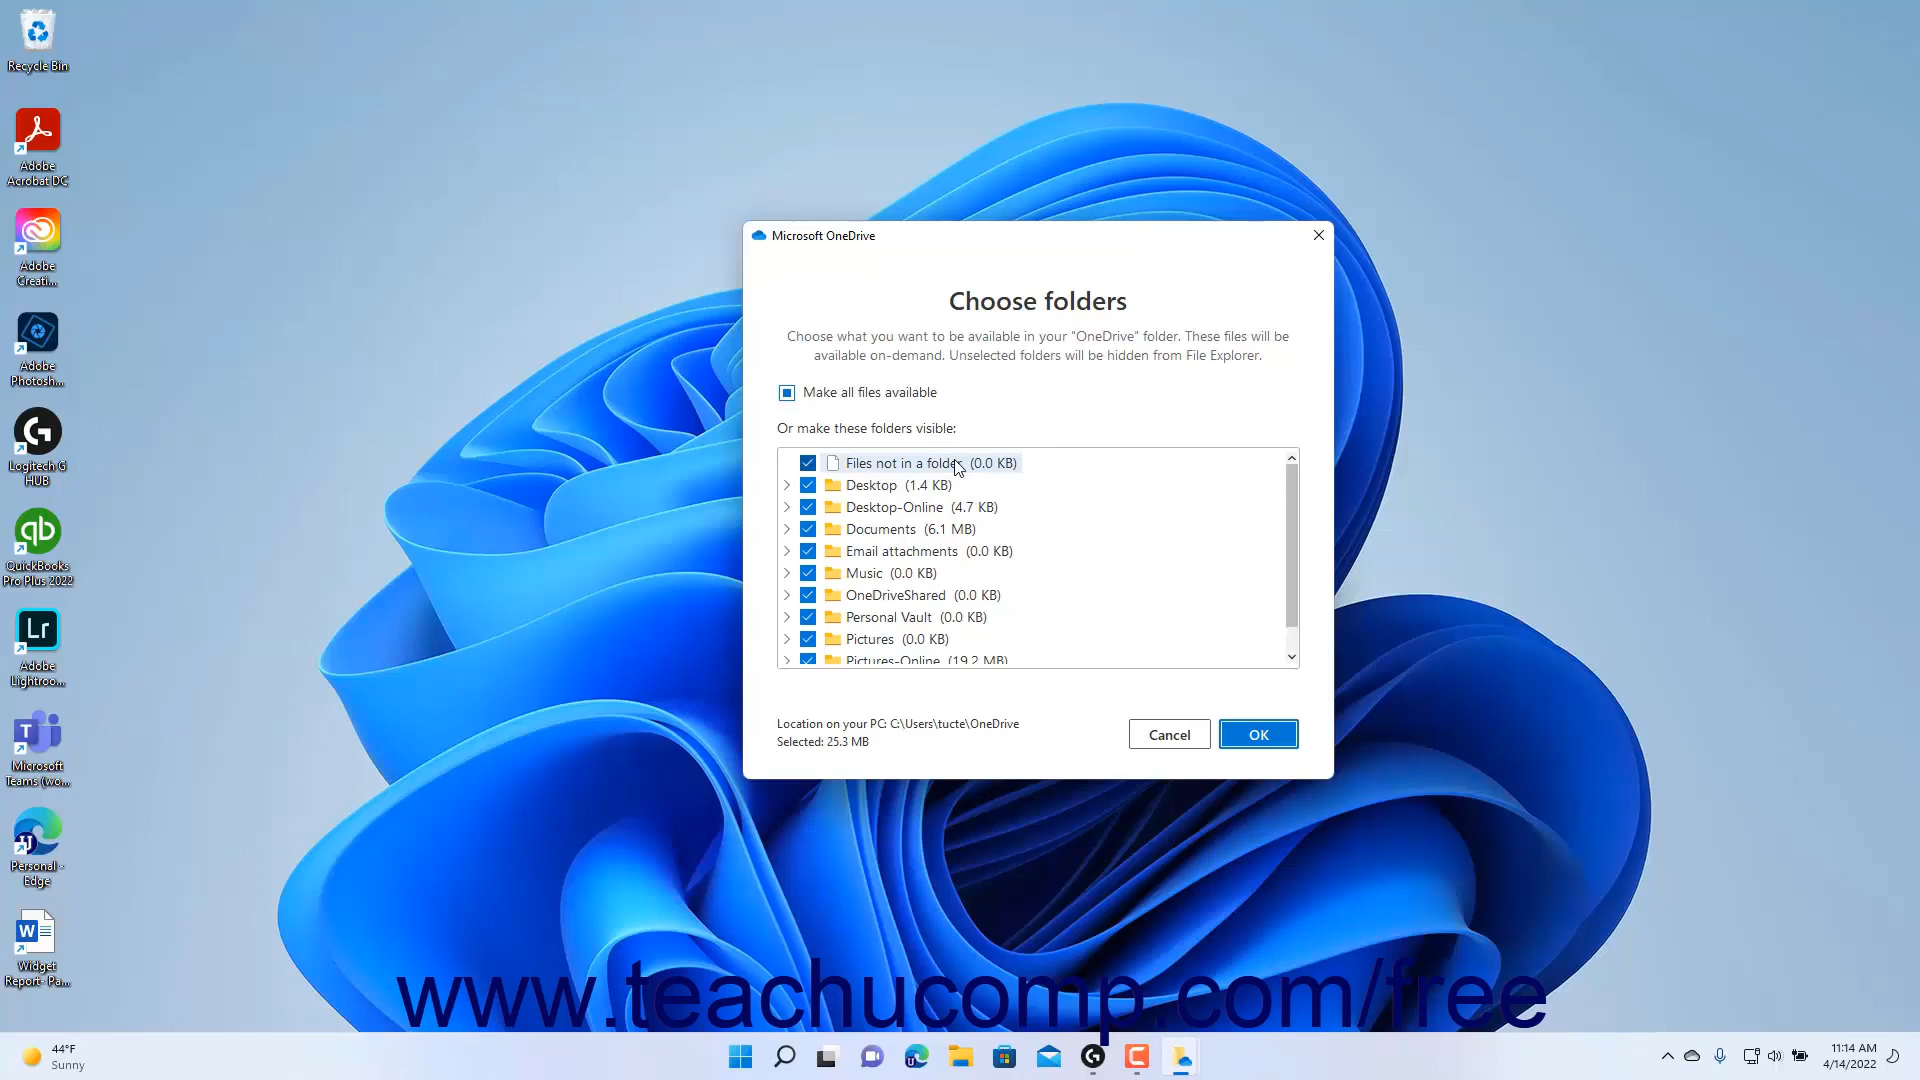 Recycle Bin
Adobe
Acrobat DC
Adobe
Creati...
Adobe
Photosh...
Logitech G
HUB
QuickBooks
Pro Plus 2022
Lr
Adobe
Lightroo...
Microsoft
Teams (wo...
Personal -
Edge
Widget
Report- Pa...
Microsoft OneDrive
Choose folders
Choose what you want to be available in your "OneDrive" folder. These files will be
available on-demand. Unselected folders will be hidden from File Explorer.
Make all files available
Or make these folders visible:
Files not in a folder (0.0 KB)
Desktop (1.4 KB)
Desktop-Online (4.7 KB)
Documents (6.1 MB)
Email attachments (0.0 KB)
Music (0.0 KB)
OneDriveShared (0.0 KB)
Personal Vault (0.0 KB)
Pictures (0.0 KB)
Pictures-Online (19.2 MB)
Location on your PC: C:\Users\tucte\OneDrive
Selected: 25.3 MB
Cancel
OK
www.teachucomp.com/free
44°F
Sunny
11:14 AM
4/14/2022